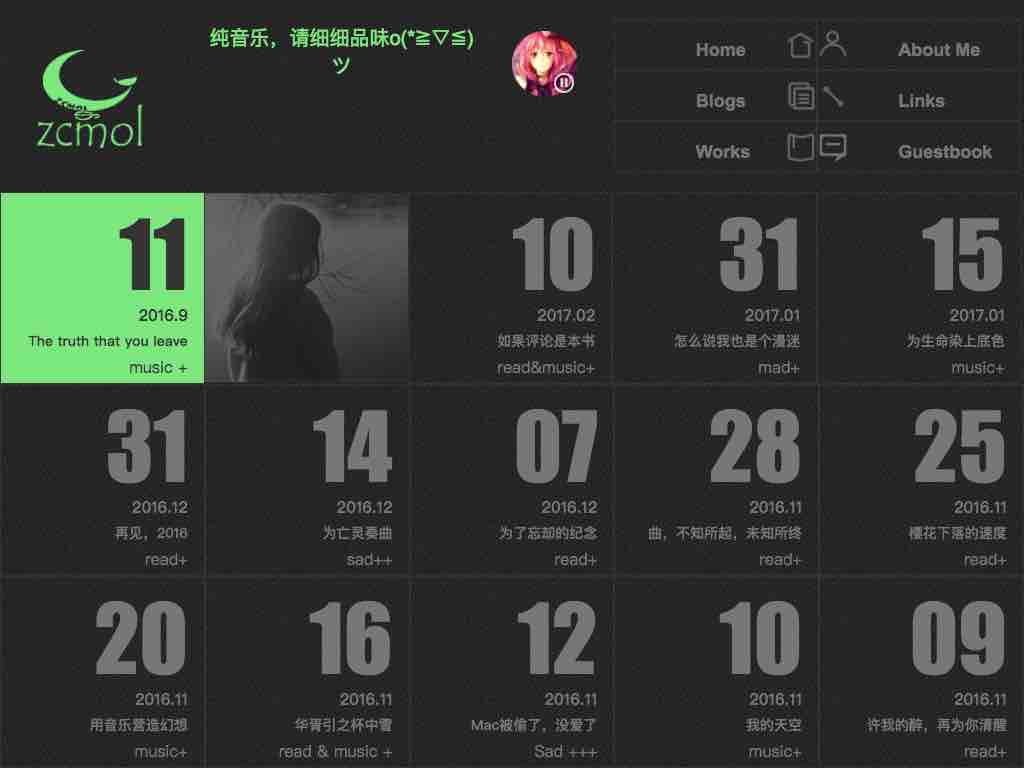 zcmol
zcmol
纯音乐，请细细品味o(*≧▽≦)
ツ
Home
About Me
Blogs
Links
Works
Guestbook
11
2016.9
The truth that you leave
music +
10
2017.02
如果评论是本书
read&music+
31
2017.01
怎么说我也是个漫迷
mad+
15
2017.01
为生命染上底色
music+
31
2016.12
再见，2016
read+
14
2016.12
为亡灵奏曲
sad++
07
2016.12
为了忘却的纪念
read+
28
2016.11
曲，不知所起，未知所终
read+
25
2016.11
樱花下落的速度
read+
20
2016.11
用音乐营造幻想
music+
16
2016.11
华胥引之杯中雪
read & music +
12
2016.11
Mac被偷了，没爱了
Sad +++
10
2016.11
我的天空
music+
09
2016.11
许我的醉，再为你清醒
read+